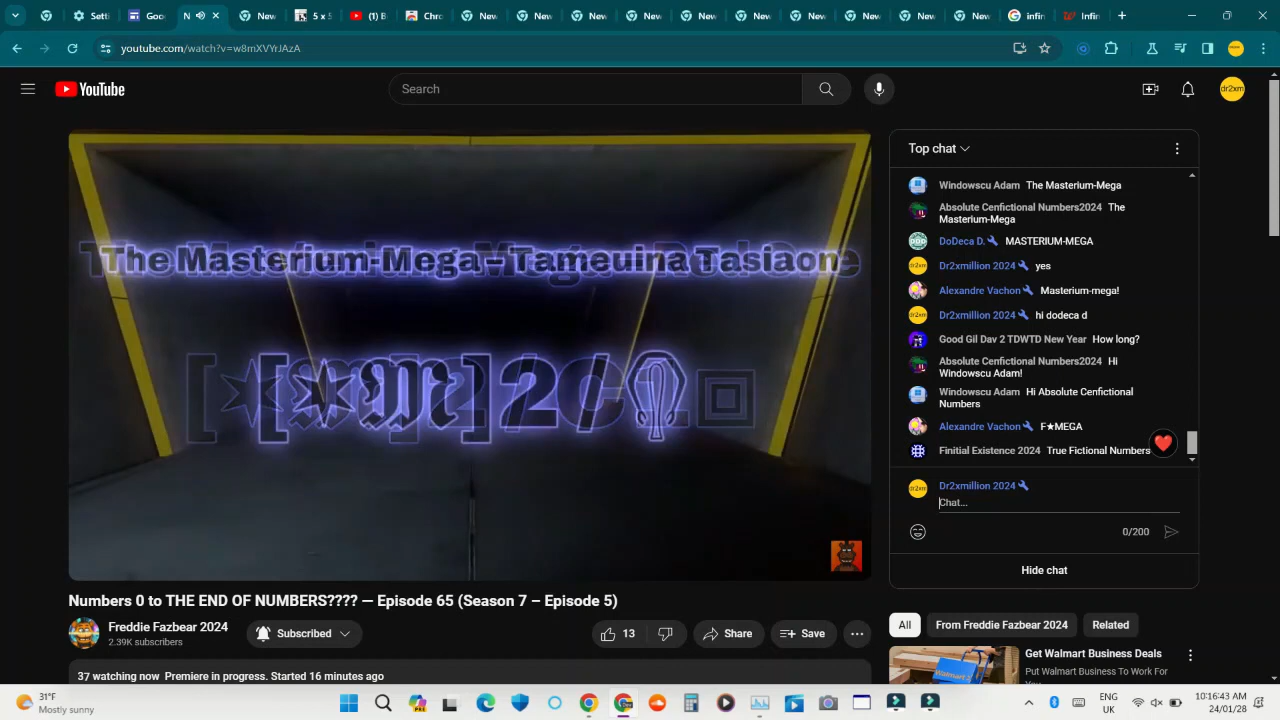 Setti
Goo
N
New
5 x 5
(1) B
Chro
New
New
New
New
New
New
New
New
New
New
infin
Infin
youtube.com/watch?v=w8mXVYrJAzA
YouTube
Search
dr2xm
The Masterium-Mega – Tameuina Tasiaone
Top chat
Windowscu Adam The Masterium-Mega
Absolute Cenfictional Numbers2024 The
Masterium-Mega
DoDeca D. MASTERIUM-MEGA
Dr2xmillion 2024 yes
Alexandre Vachon Masterium-mega!
Dr2xmillion 2024 hi dodeca d
Good Gil Dav 2 TDWTD New Year How long?
Absolute Cenfictional Numbers2024 Hi
Windowscu Adam!
Windowscu Adam Hi Absolute Cenfictional
Numbers
Alexandre Vachon F★MEGA
Finitial Existence 2024 True Fictional Numbers
Dr2xmillion 2024
Chat...
0/200
Hide chat
Numbers 0 to THE END OF NUMBERS???? — Episode 65 (Season 7 – Episode 5)
Freddie Fazbear 2024
2.39K subscribers
Subscribed
13
Share
Save
37 watching now Premiere in progress. Started 16 minutes ago
All
From Freddie Fazbear 2024
Related
Get Walmart Business Deals
Put Walmart Business To Work For
You
31°F
Mostly sunny
ENG
UK
10:16:43 AM
24/01/28